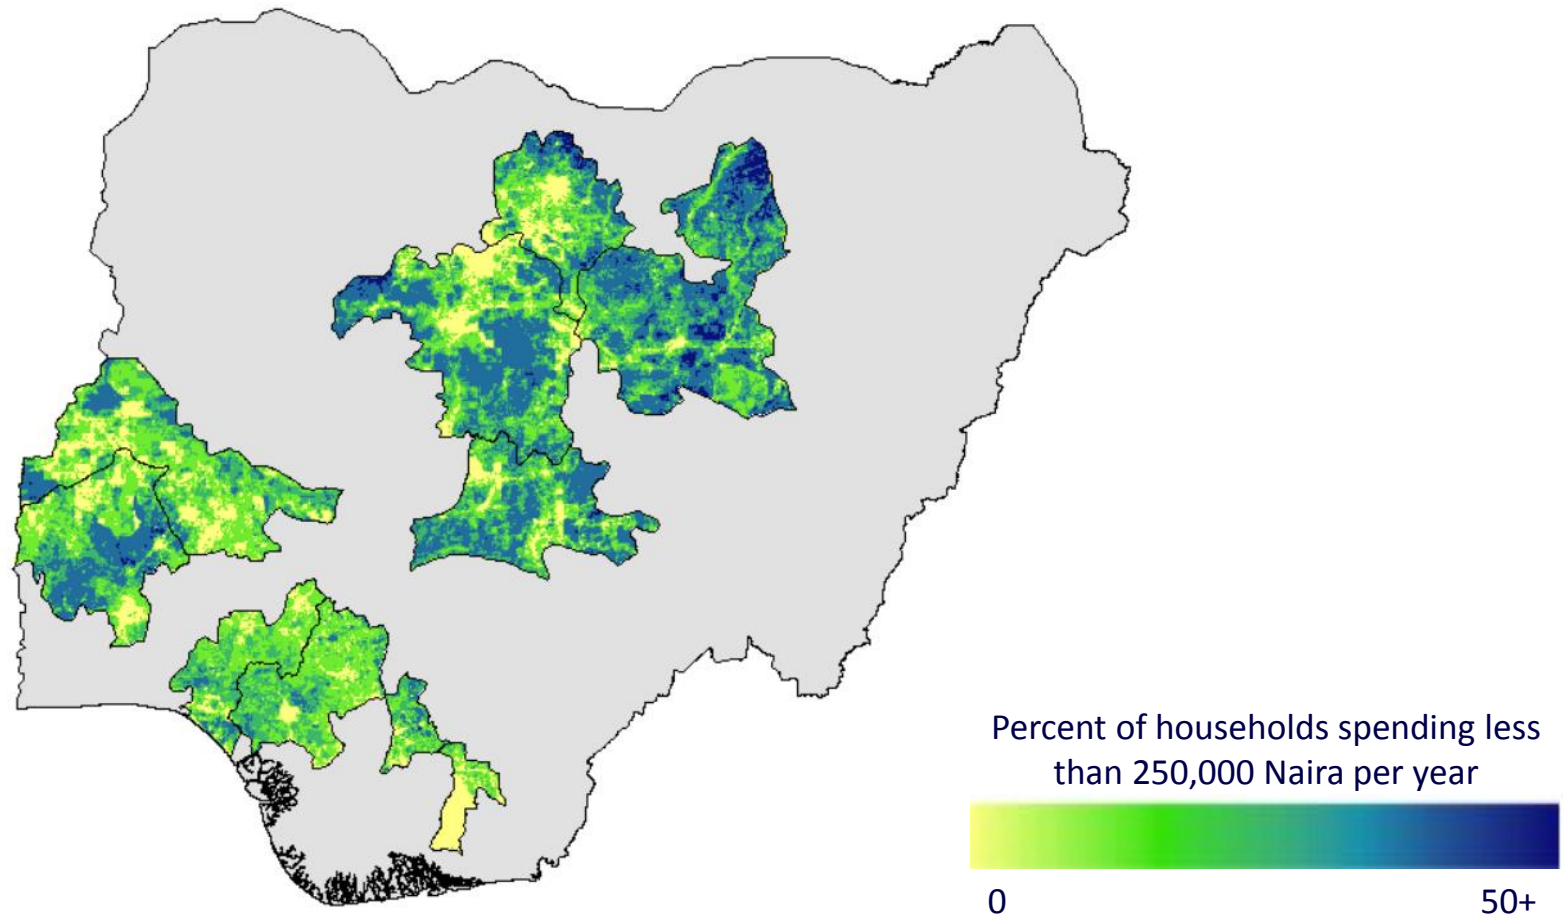 Percent of households spending less
than 250,000 Naira per year
0 50+